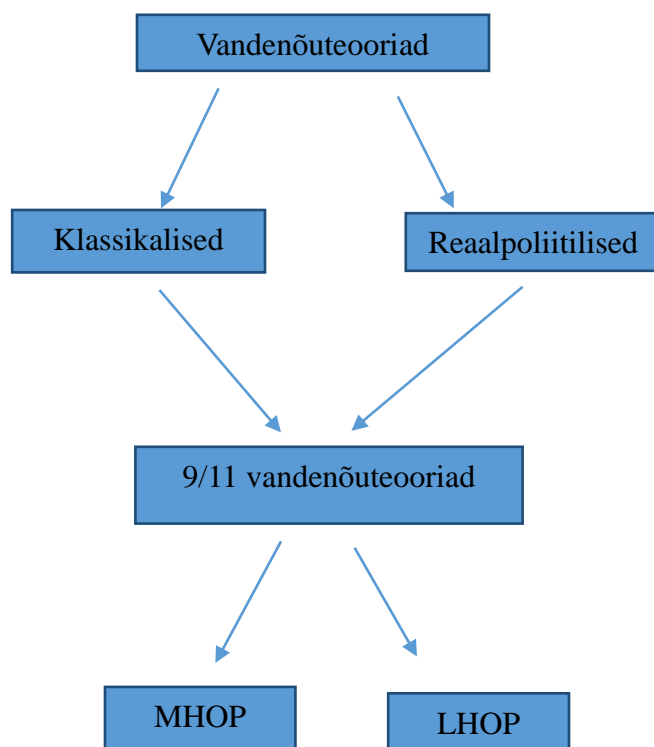 Vandenõuteooriad
Klassikalised
Reaalpoliitilised
9/11 vandenõuteooriad
MHOP
LHOP